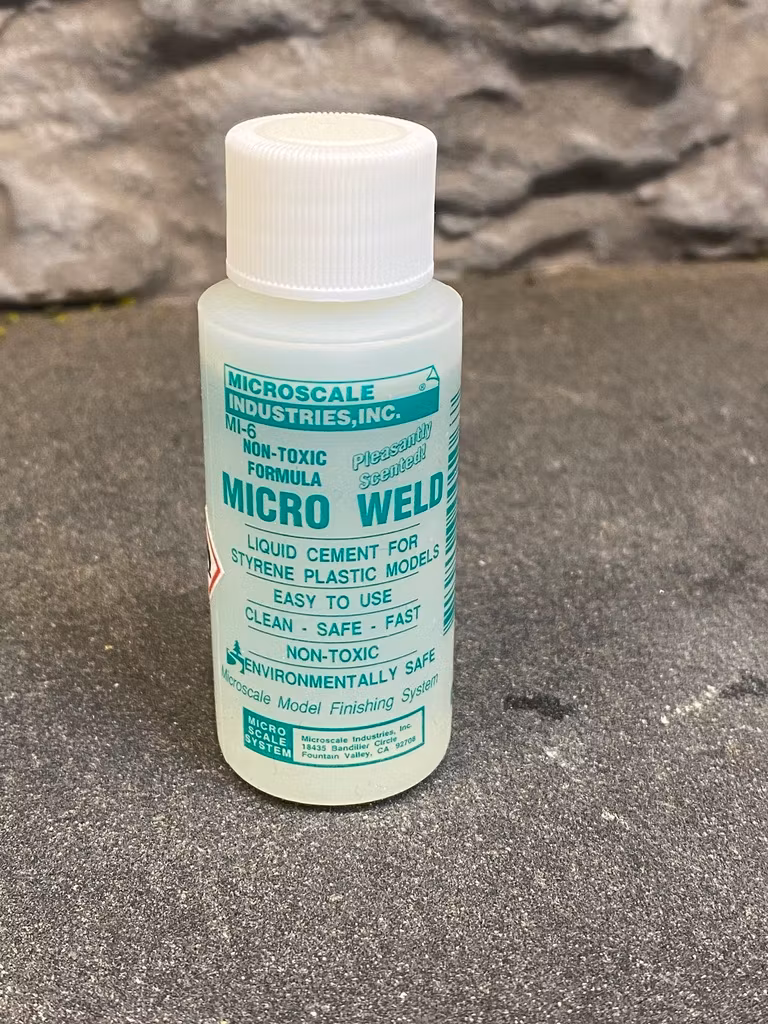 MICROSCALE
INDUSTRIES, INC.
®
MI-6
NON-TOXIC
FORMULA
Pleasantly
Scented!
MICRO WELD
LIQUID CEMENT FOR
STYRENE PLASTIC MODELS
EASY TO USE
CLEAN - SAFE - FAST
NON-TOXIC
ENVIRONMENTALLY SAFE
Microscale Model Finishing System
MICRO
SCALE
SYSTEM
Microscale Industries, Inc.
18435 Bandilier Circle
Fountain Valley, CA 92708